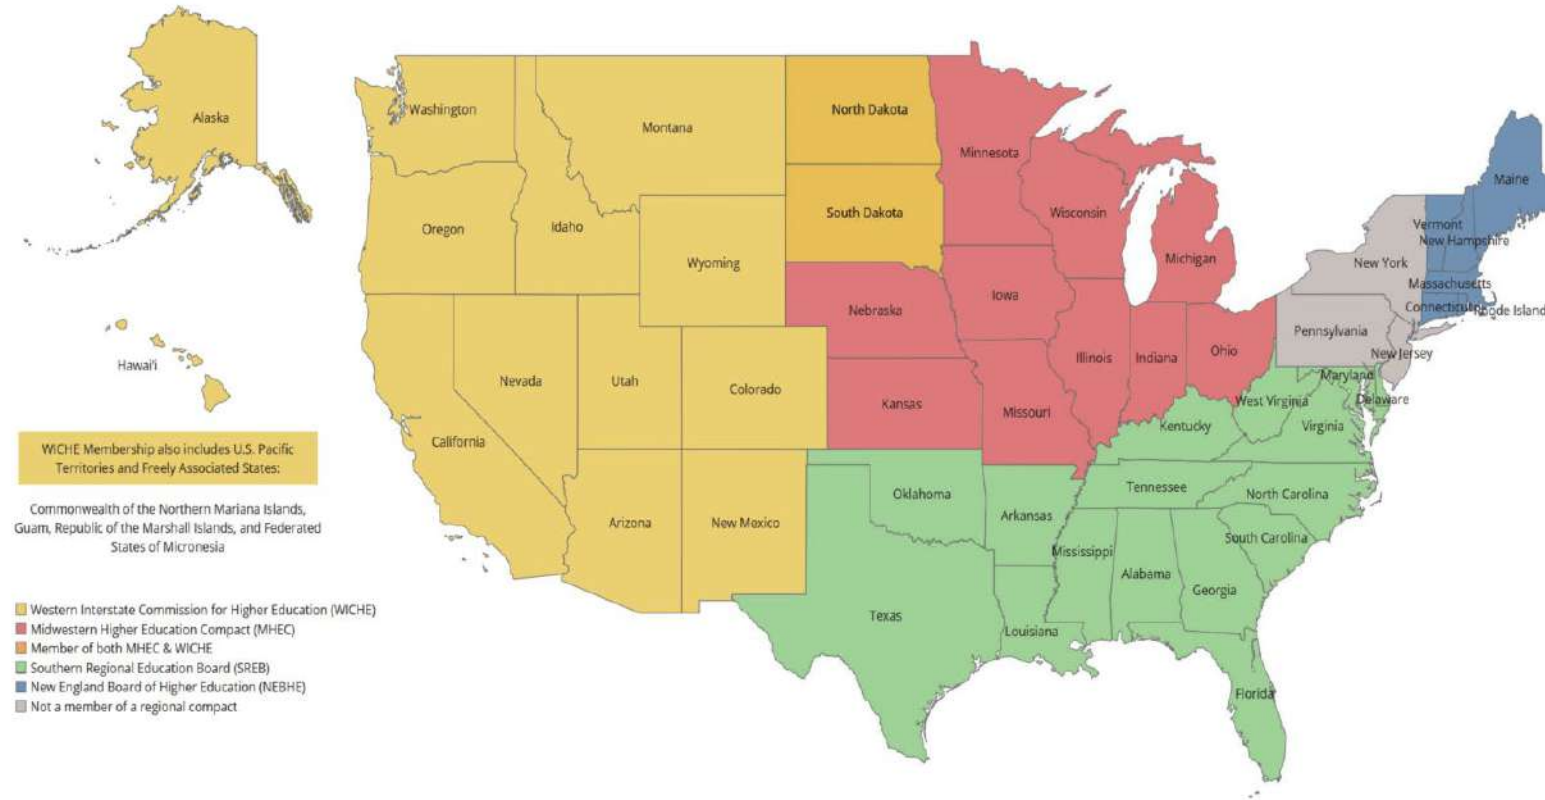 Alaska
Washington
Montana
North Dakota
Minnesota
Maine
Oregon
Idaho
South Dakota
Wisconsin
Michigan
Vermont
New Hampshire
Wyoming
New York
Massachusetts
Connecticut
Rhode Island
Nebraska
Iowa
Pennsylvania
Hawai'i
Nevada
Utah
Colorado
Illinois
Indiana
Ohio
New Jersey
Maryland
Delaware
California
Kansas
Missouri
West Virginia
Kentucky
Virginia
WICHE Membership also includes U.S. Pacific
Territories and Freely Associated States:
Commonwealth of the Northern Mariana Islands,
Guam, Republic of the Marshall Islands, and Federated
States of Micronesia
Arizona
New Mexico
Oklahoma
Arkansas
Tennessee
North Carolina
Mississippi
Alabama
South Carolina
Georgia
Texas
Louisiana
Florida
Western Interstate Commission for Higher Education (WICHE)
Midwestern Higher Education Compact (MHEC)
Member of both MHEC & WICHE
Southern Regional Education Board (SREB)
New England Board of Higher Education (NEBHE)
Not a member of a regional compact